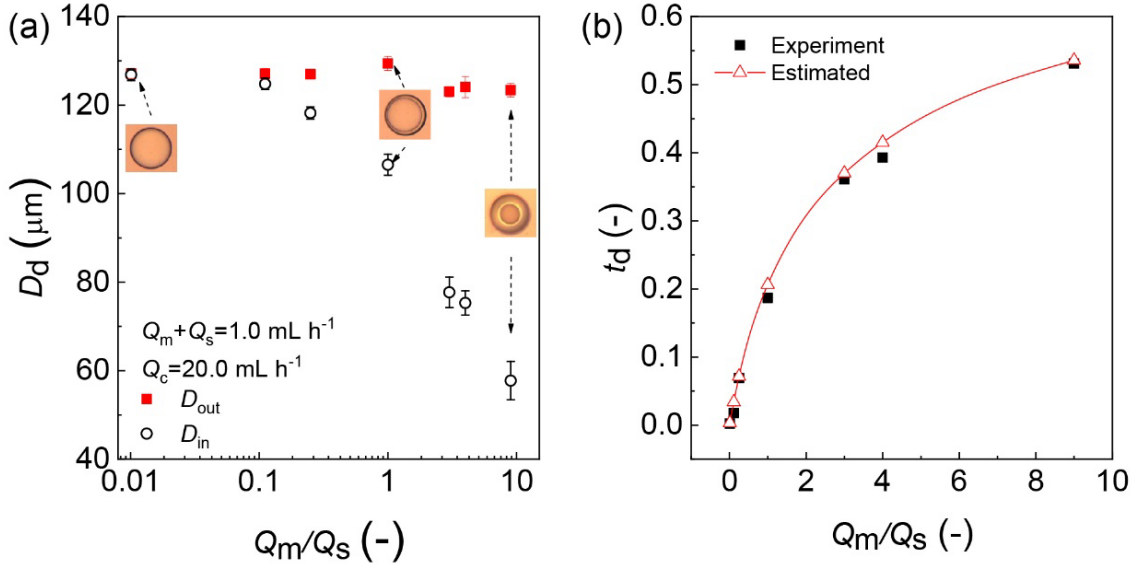 (a)
140
120
100
80
60
40
D_d (μm)
Q_m+Q_s=1.0 mL h⁻¹
Q_c=20.0 mL h⁻¹
D_out
D_in
0.01
0.1
1
10
Q_m/Q_s (-)
(b)
0.6
0.5
0.4
0.3
0.2
0.1
0.0
t_d (-)
Experiment
Estimated
0
2
4
6
8
10
Q_m/Q_s (-)